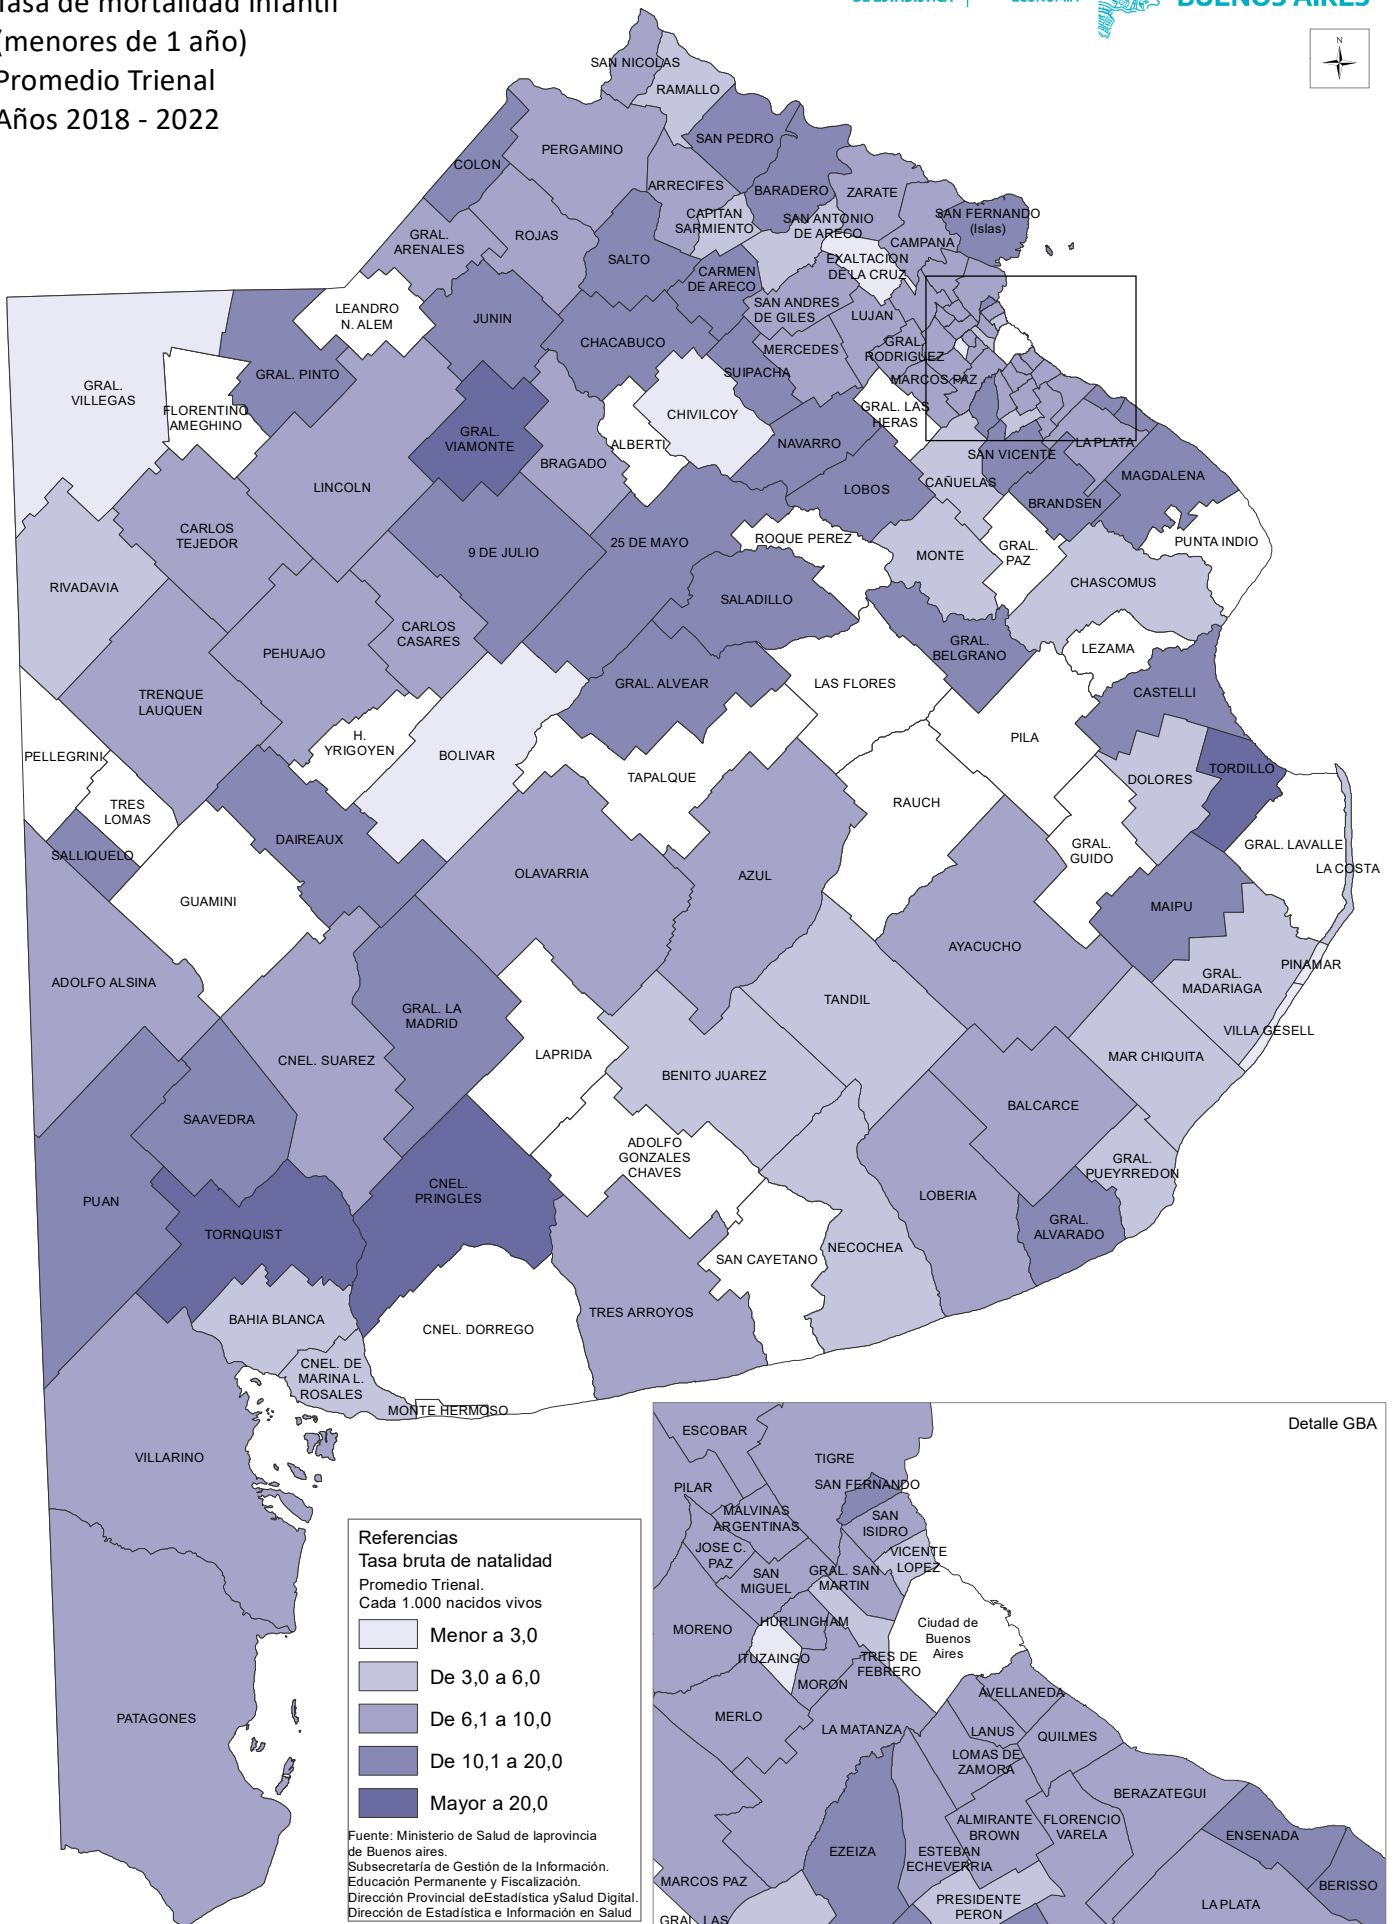 Tasa de mortalidad infantil
(menores de 1 año)
Promedio Trienal
Años 2018 - 2022
DE ESTADÍSTICA
ECONOMÍA
BUENOS AIRES
N
SAN NICOLAS
RAMALLO
COLON
PERGAMINO
SAN PEDRO
ARRECIFES
BARADERO
ZARATE
CAPITAN
SARMIENTO
SAN ANTONIO
DE ARECO
SAN FERNANDO
(Islas)
GRAL.
ARENALES
ROJAS
CAMPANA
SALTO
EXALTACION
DE LA CRUZ
CARMEN
DE ARECO
LEANDRO
N. ALEM
JUNIN
SAN ANDRES
DE GILES
LUJAN
CHACABUCO
MERCEDES
GRAL.
RODRIGUEZ
GRAL.
VILLEGAS
GRAL. PINTO
SUIPACHA
MARCOS PAZ
FLORENTINO
AMEGHINO
GRAL.
VIAMONTE
ALBERTI
CHIVILCOY
GRAL. LAS
HERAS
NAVARRO
LA PLATA
BRAGADO
SAN VICENTE
LINCOLN
LOBOS
CAÑUELAS
MAGDALENA
BRANDSEN
CARLOS
TEJEDOR
9 DE JULIO
25 DE MAYO
ROQUE PEREZ
MONTE
GRAL.
PAZ
PUNTA INDIO
RIVADAVIA
SALADILLO
CHASCOMUS
CARLOS
CASARES
PEHUAJO
GRAL.
BELGRANO
LEZAMA
TRENQUE
LAUQUEN
GRAL. ALVEAR
LAS FLORES
CASTELLI
PELLEGRINI
H.
YRIGOYEN
BOLIVAR
PILA
TAPALQUE
DOLORES
TORDILLO
TRES
LOMAS
RAUCH
SALLIQUELO
DAIREAUX
GRAL.
GUIDO
GRAL. LAVALLE
LA COSTA
OLAVARRIA
AZUL
GUAMINI
MAIPU
AYACUCHO
ADOLFO ALSINA
PINAMAR
GRAL.
MADARIAGA
TANDIL
GRAL. LA
MADRID
VILLA GESELL
LAPRIDA
CNEL. SUAREZ
MAR CHIQUITA
BENITO JUAREZ
BALCARCE
SAAVEDRA
ADOLFO
GONZALES
CHAVES
GRAL.
PUEYRREDON
PUAN
CNEL.
PRINGLES
LOBERIA
GRAL.
ALVARADO
TORNQUIST
NECOCHEA
SAN CAYETANO
BAHIA BLANCA
TRES ARROYOS
CNEL. DORREGO
CNEL. DE
MARINA L.
ROSALES
MONTE HERMOSO
VILLARINO
PATAGONES
Referencias
Tasa bruta de natalidad
Promedio Trienal.
Cada 1.000 nacidos vivos
Menor a 3,0
De 3,0 a 6,0
De 6,1 a 10,0
De 10,1 a 20,0
Mayor a 20,0
Fuente: Ministerio de Salud de laprovincia
de Buenos aires.
Subsecretaría de Gestión de la Información.
Educación Permanente y Fiscalización.
Dirección Provincial deEstadística ySalud Digital.
Dirección de Estadística e Información en Salud
Detalle GBA
ESCOBAR
TIGRE
PILAR
SAN FERNANDO
MALVINAS
ARGENTINAS
SAN
ISIDRO
JOSE C.
PAZ
VICENTE
LOPEZ
SAN
MIGUEL
GRAL. SAN
MARTIN
HURLINGHAM
MORENO
Ciudad de
Buenos
Aires
ITUZAINGO
TRES DE
FEBRERO
MORON
AVELLANEDA
MERLO
LA MATANZA
LANUS
QUILMES
LOMAS DE
ZAMORA
BERAZATEGUI
ALMIRANTE
BROWN
FLORENCIO
VARELA
EZEIZA
ESTEBAN
ECHEVERRIA
ENSENADA
MARCOS PAZ
BERISSO
PRESIDENTE
PERON
LA PLATA
GRAL. LAS